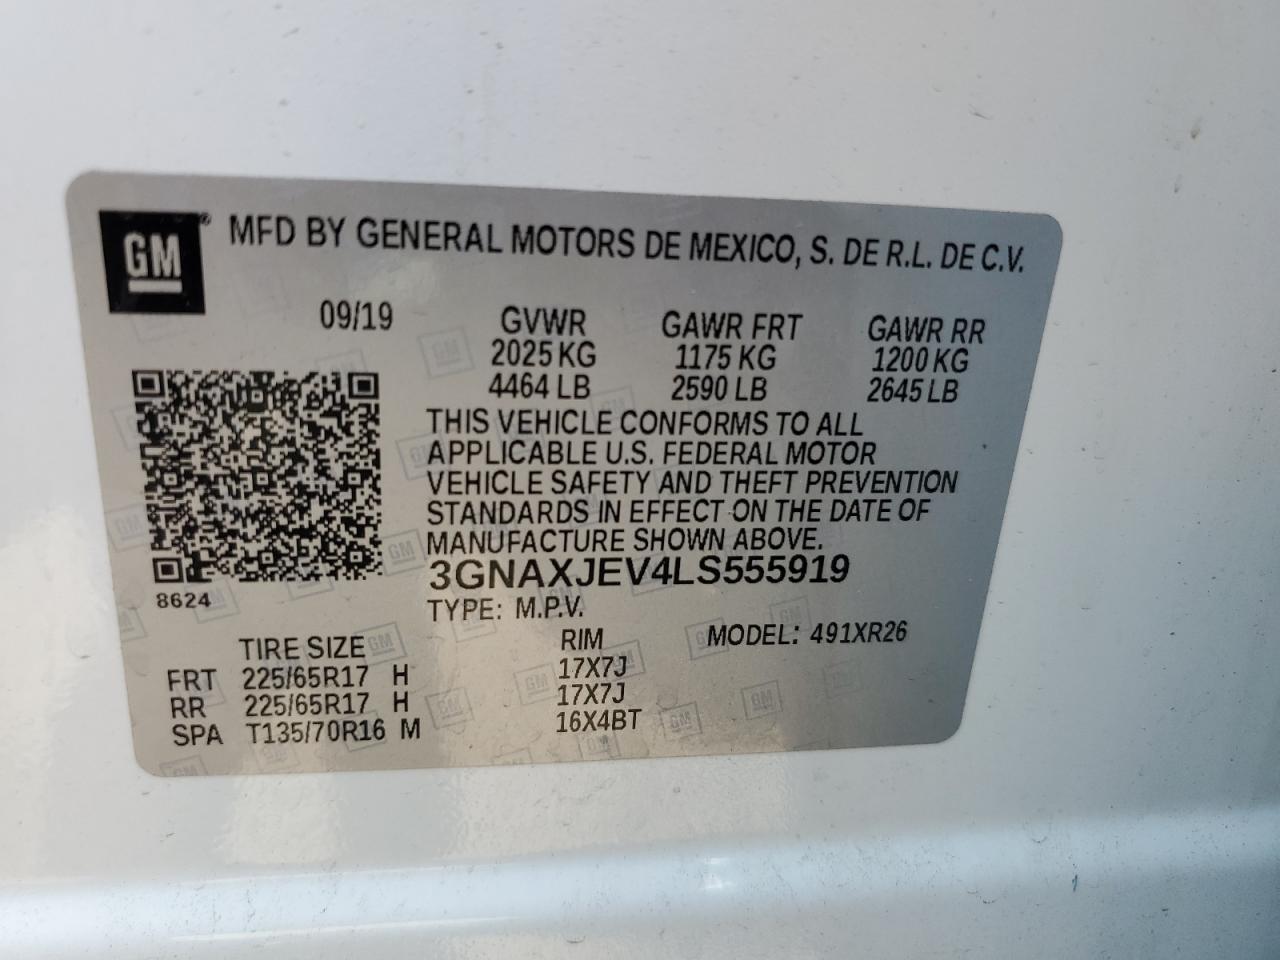 GM® MFD BY GENERAL MOTORS DE MEXICO, S. DE R.L. DE C.V.
09/19 GVWR GAWR FRT GAWR RR
2025 KG 1175 KG 1200 KG
4464 LB 2590 LB 2645 LB
THIS VEHICLE CONFORMS TO ALL
APPLICABLE U.S. FEDERAL MOTOR
VEHICLE SAFETY AND THEFT PREVENTION
STANDARDS IN EFFECT ON THE DATE OF
MANUFACTURE SHOWN ABOVE.
3GNAXJEV4LS555919
8624
TYPE: M.P.V.
TIRE SIZE RIM MODEL: 491XR26
FRT 225/65R17 H 17X7J
RR 225/65R17 H 17X7J
SPA T135/70R16 M 16X4BT